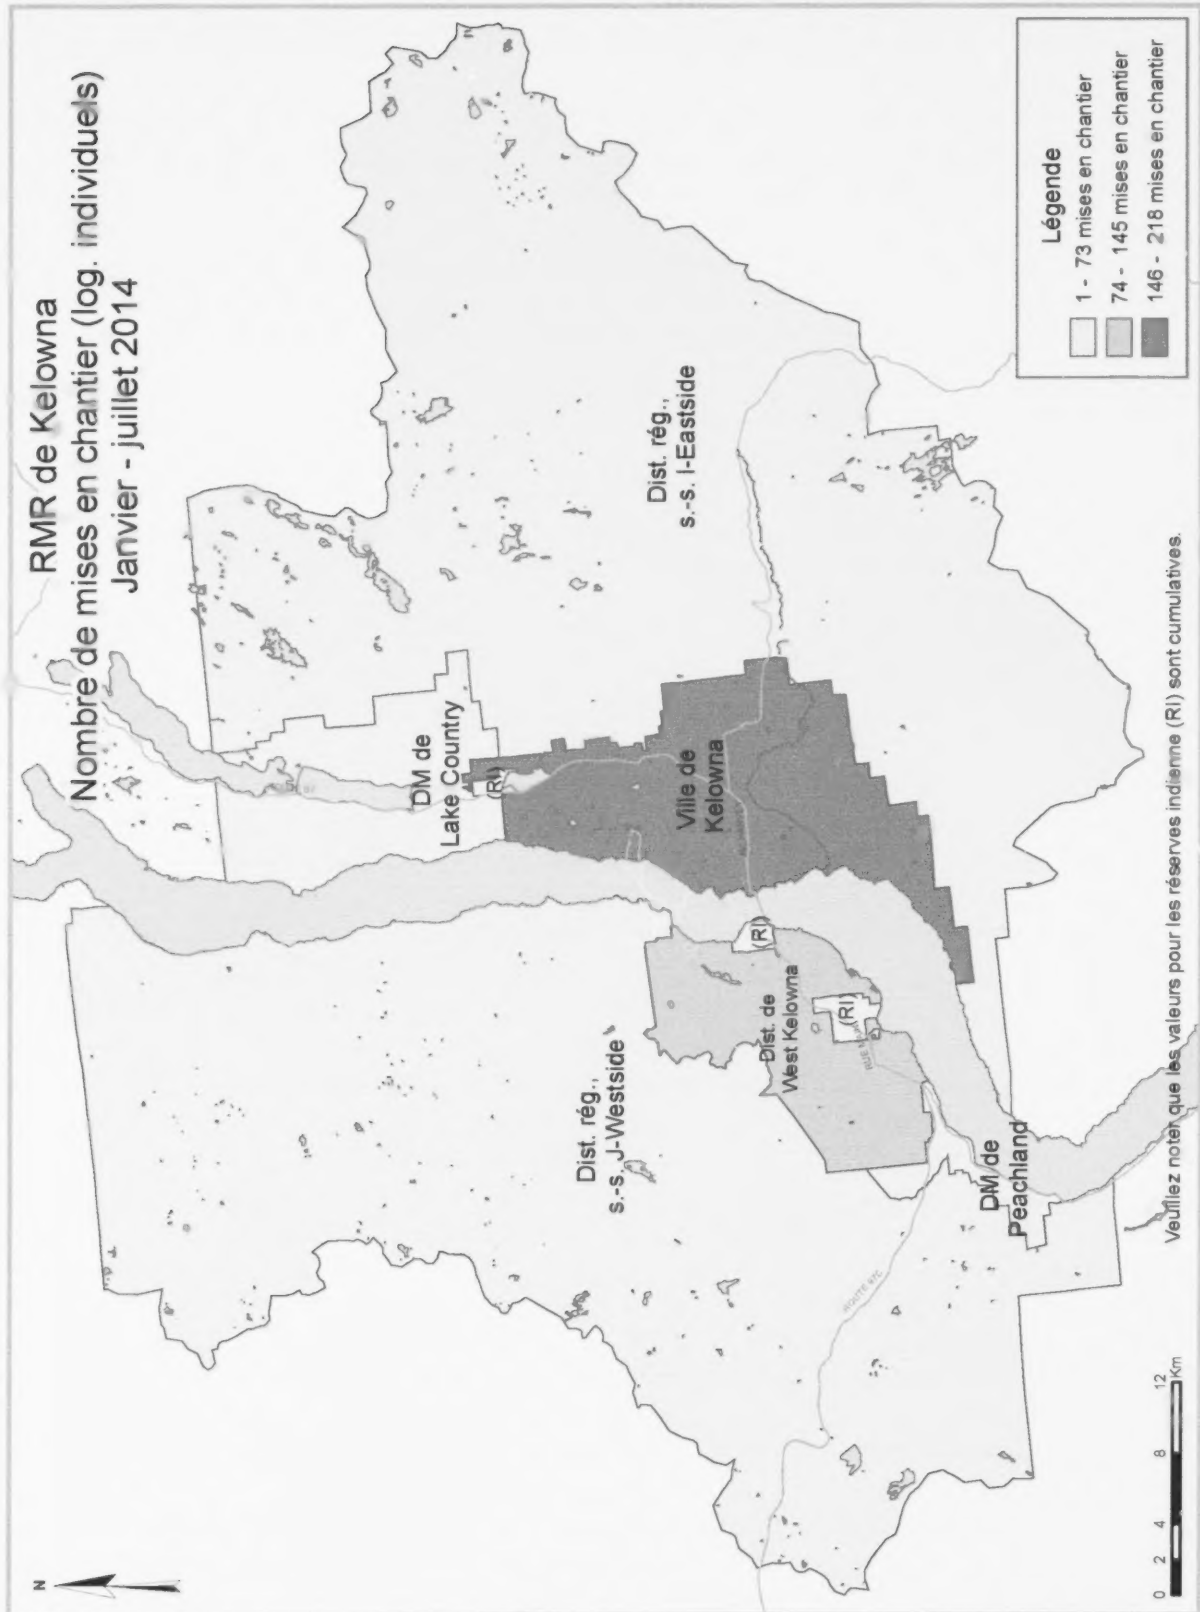 RMR de Kelowna
Nombre de mises en chantier (log. individuels)
Janvier - juillet 2014
N
DM de
Lake Country
(RI)
Dist. rég.,
s.-s. J-Westside
Dist. rég.,
s.-s. I-Eastside
Ville de
Kelowna
(RI)
Dist. de
West Kelowna
(RI)
ROUTE 97C
DM de
Peachland
Légende
1 - 73 mises en chantier
74 - 145 mises en chantier
146 - 218 mises en chantier
0 2 4 8 12
Km
Veuillez noter que les valeurs pour les réserves indienne (RI) sont cumulatives.